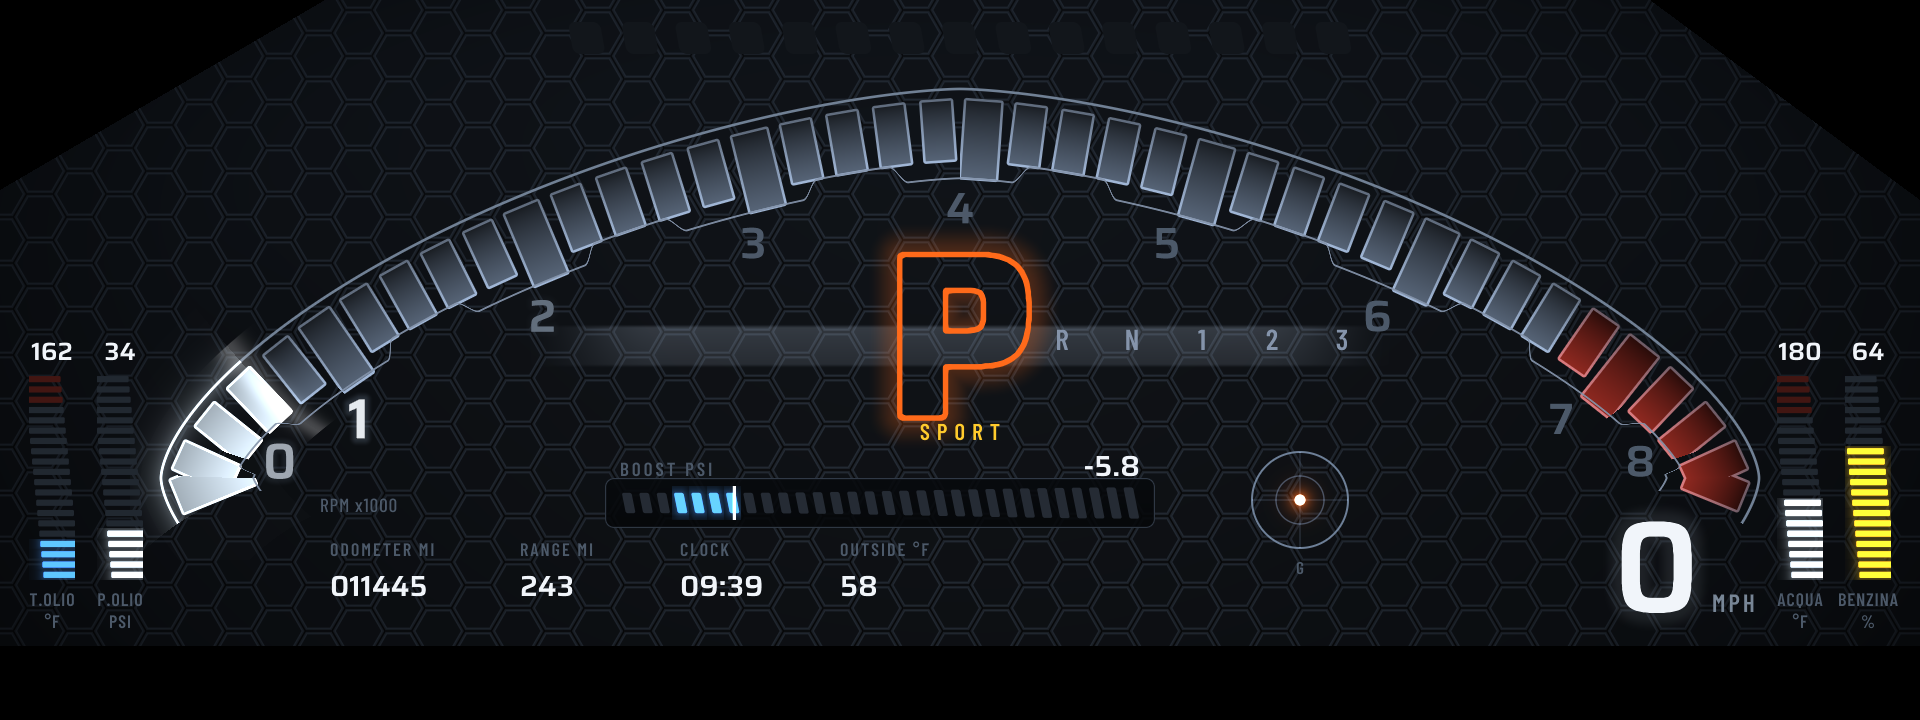 4
3
5
2
6
P
R N 1 2 3
SPORT
162 34
180 64
1
0
7
8
BOOST PSI
-5.8
RPM x1000
ODOMETER MI
011445
RANGE MI
243
CLOCK
09:39
OUTSIDE °F
58
G
0 MPH
T.OLIO
°F
P.OLIO
PSI
ACQUA
°F
BENZINA
%